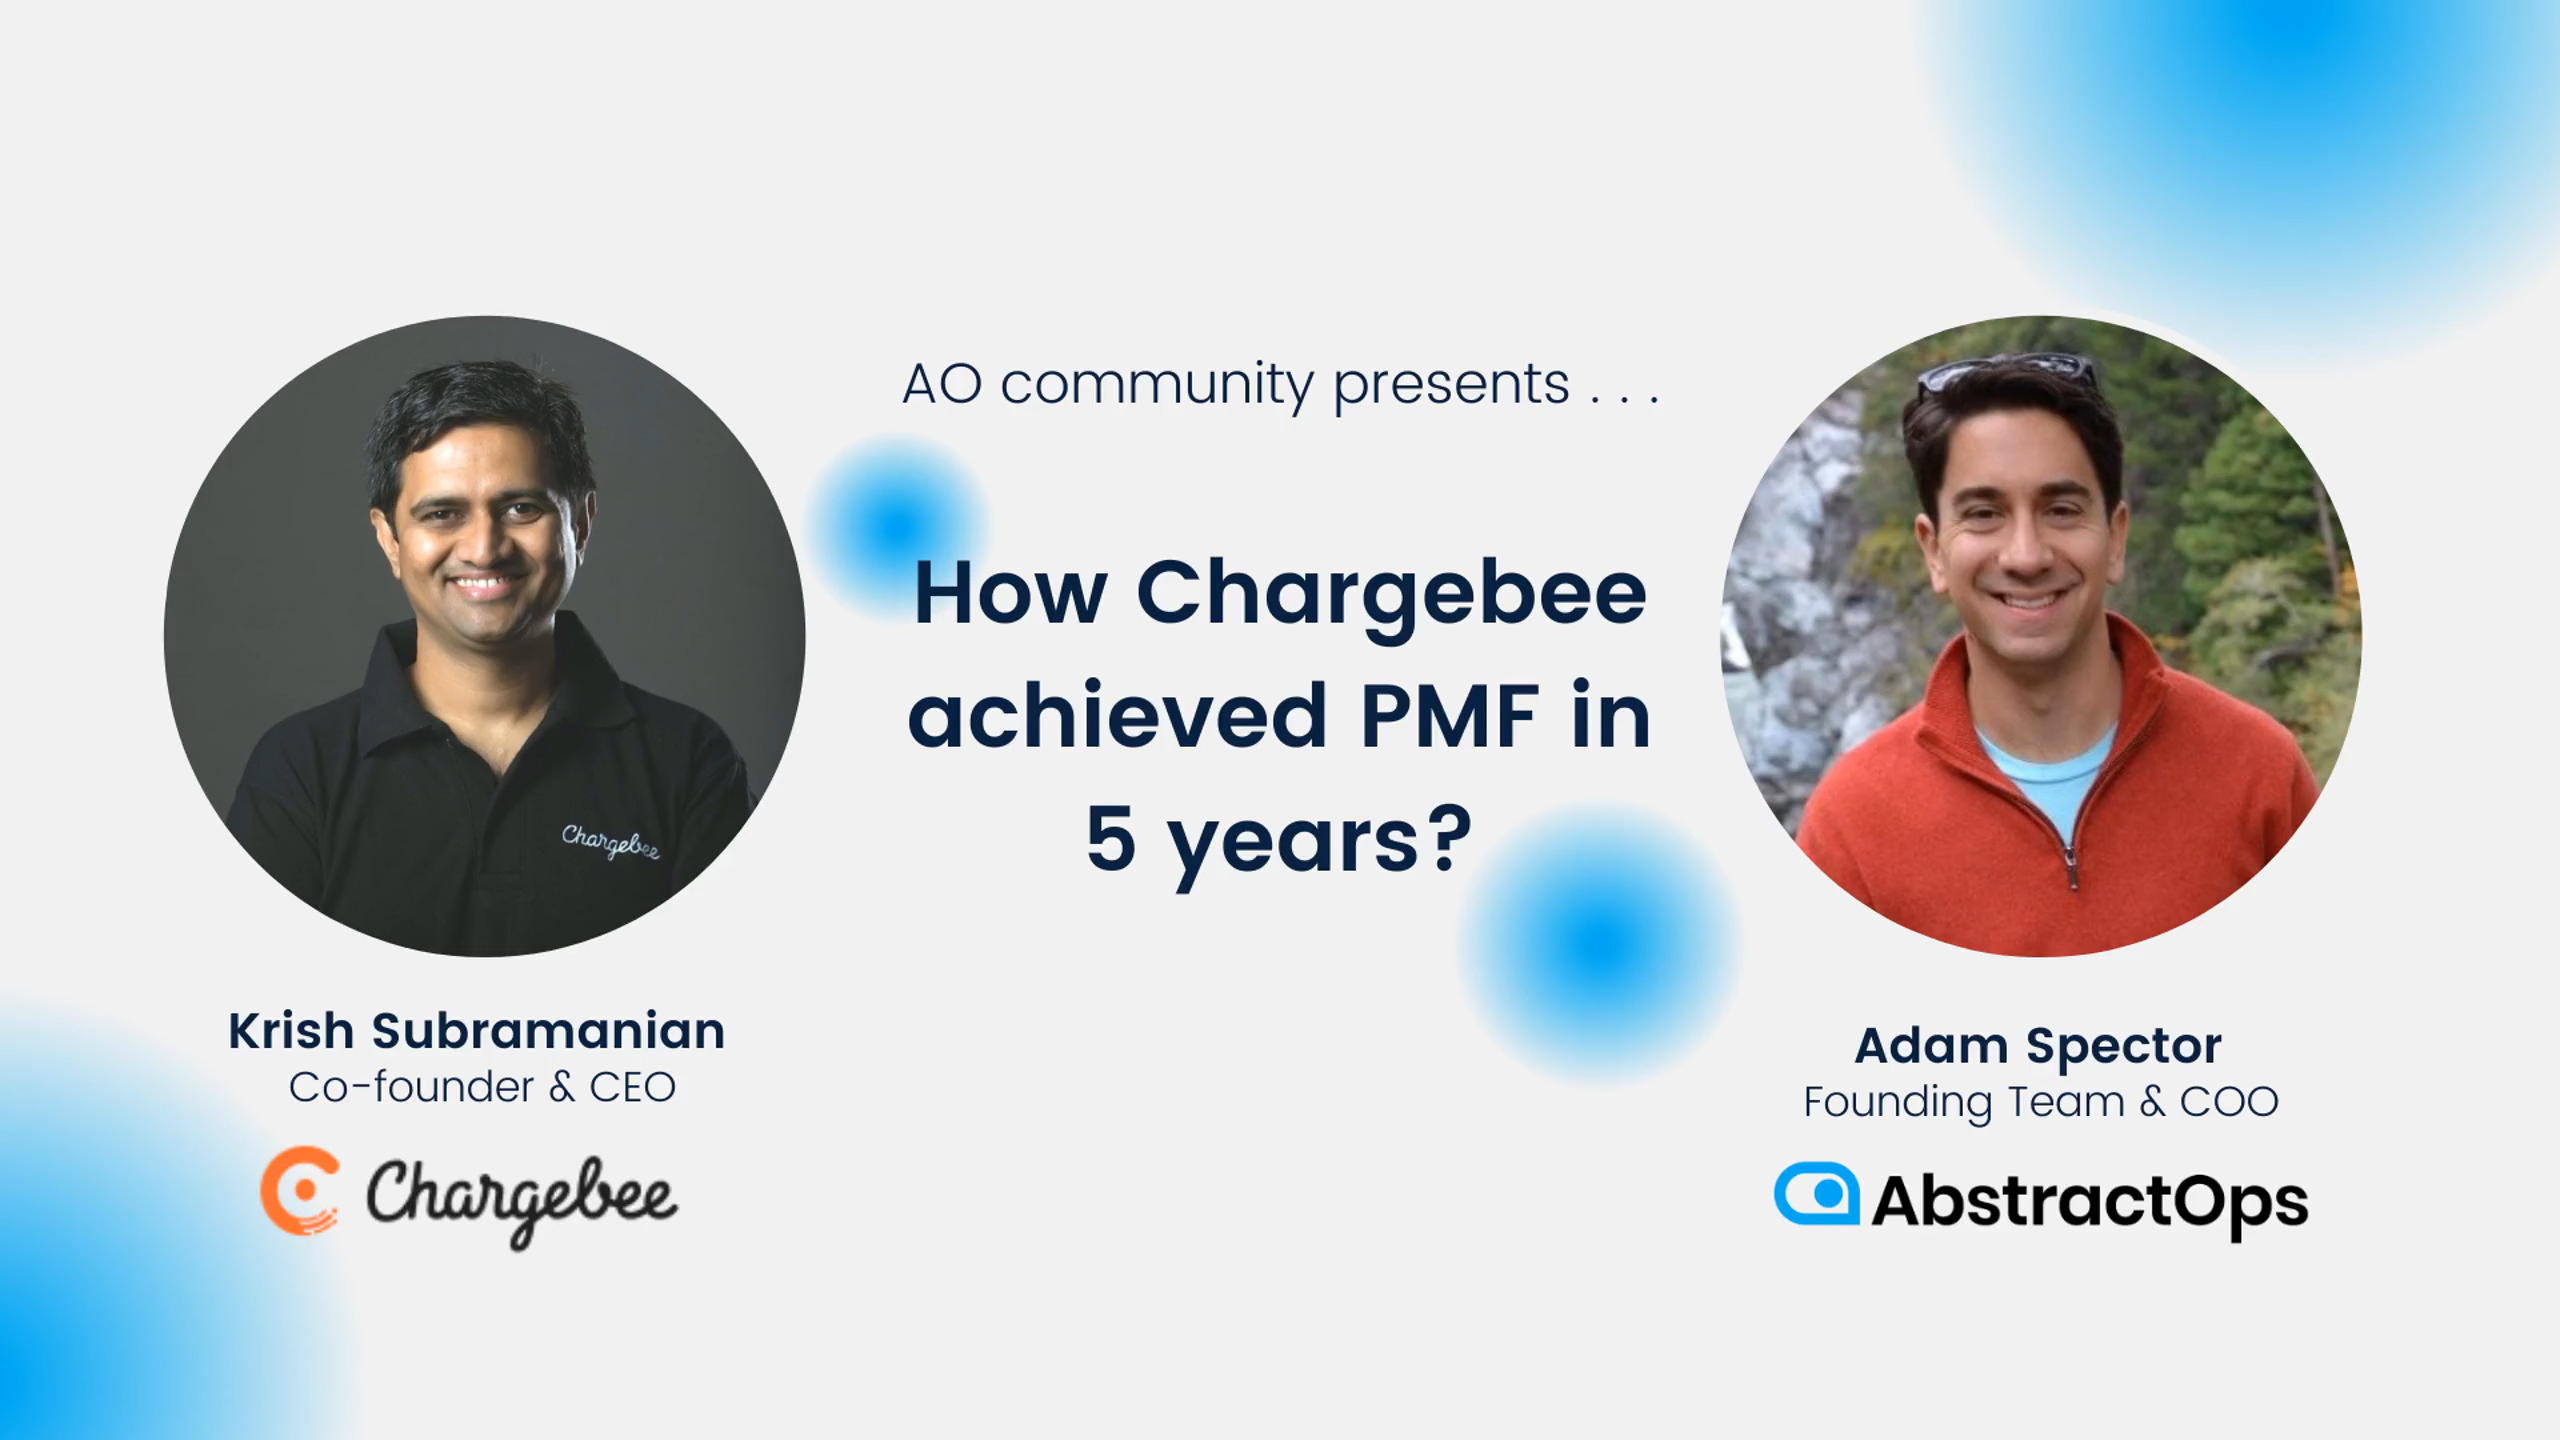 AO community presents . . .
How Chargebee
achieved PMF in
5 years?
Chargebee
Krish Subramanian
Co-founder & CEO
Chargebee
Adam Spector
Founding Team & COO
AbstractOps